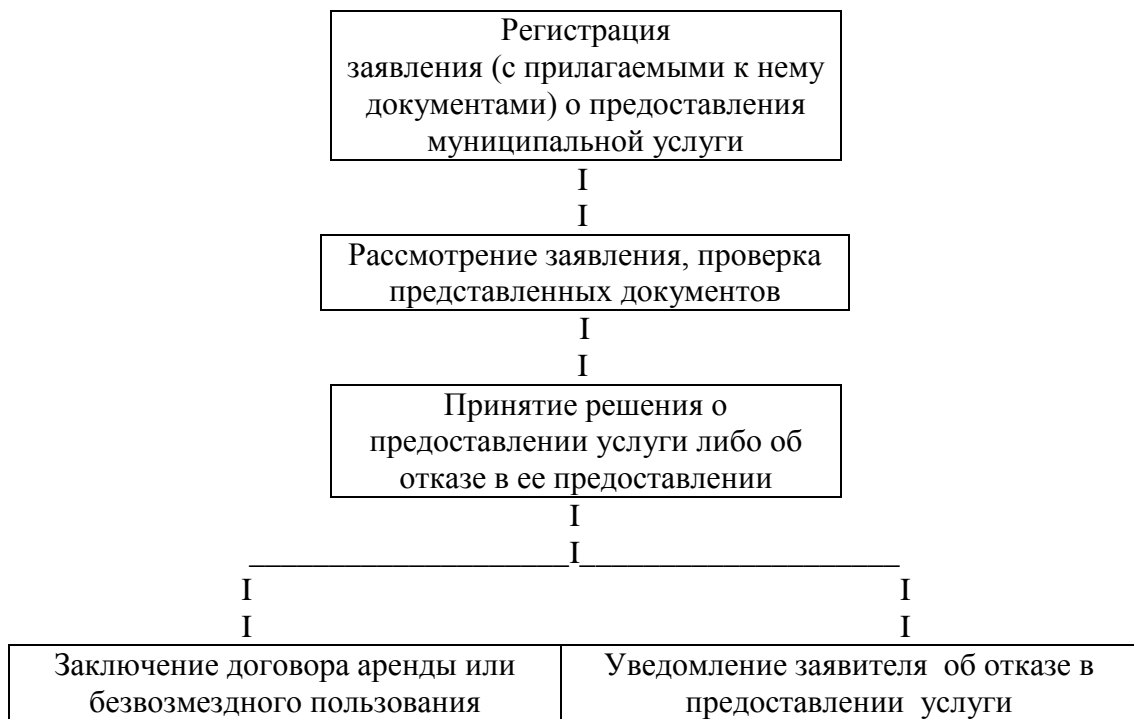 Регистрация
заявления (с прилагаемыми к нему
документами) о предоставления
муниципальной услуги
I
I
Рассмотрение заявления, проверка
представленных документов
I
I
Принятие решения о
предоставлении услуги либо об
отказе в ее предоставлении
I
____________________I____________________
I I
I I
Заключение договора аренды или
безвозмездного пользования
Уведомление заявителя об отказе в
предоставлении услуги